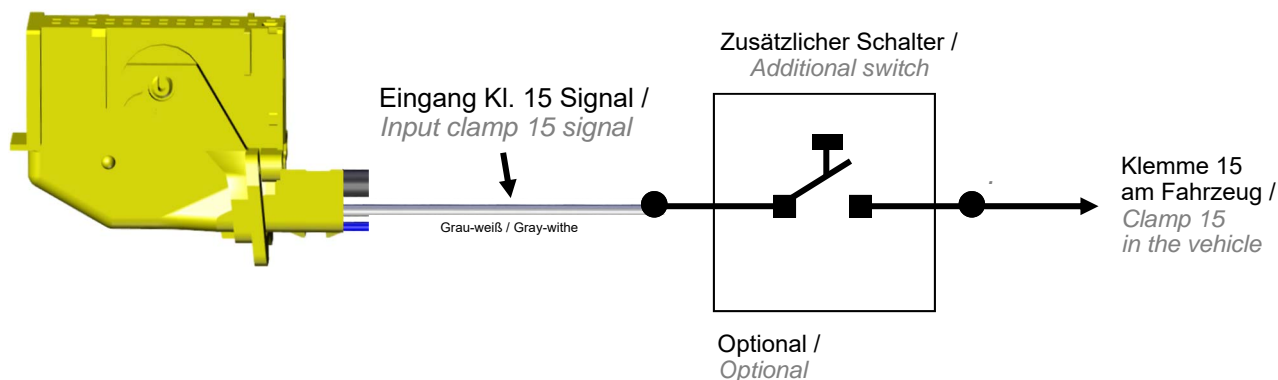 Zusätzlicher Schalter /
Additional switch
Eingang Kl. 15 Signal /
Input clamp 15 signal
Grau-weiß / Gray-withe
Klemme 15
am Fahrzeug /
Clamp 15
in the vehicle
Optional /
Optional